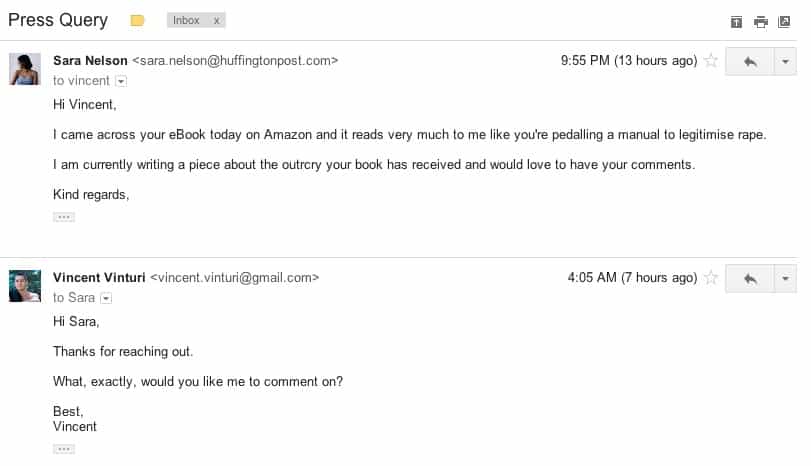 Press Query Inbox x
Sara Nelson <sara.nelson@huffingtonpost.com> 9:55 PM (13 hours ago)
to vincent
Hi Vincent,
I came across your eBook today on Amazon and it reads very much to me like you're pedalling a manual to legitimise rape.
I am currently writing a piece about the outrcry your book has received and would love to have your comments.
Kind regards,
Vincent Vinturi <vincent.vinturi@gmail.com> 4:05 AM (7 hours ago)
to Sara
Hi Sara,
Thanks for reaching out.
What, exactly, would you like me to comment on?
Best,
Vincent